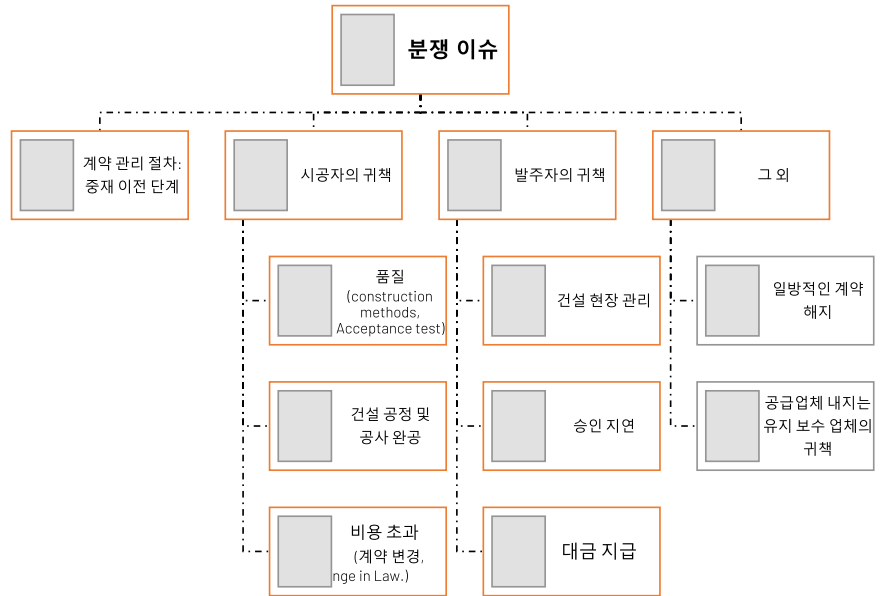 분쟁 이슈
계약 관리 절차:
중재 이전 단계
시공자의 귀책
발주자의 귀책
그 외
품질
(construction
methods,
Acceptance test)
건설 현장 관리
일방적인 계약
해지
건설 공정 및
공사 완공
승인 지연
공급업체 내지는
유지 보수 업체의
귀책
비용 초과
(계약 변경,
nge in Law.)
대금 지급